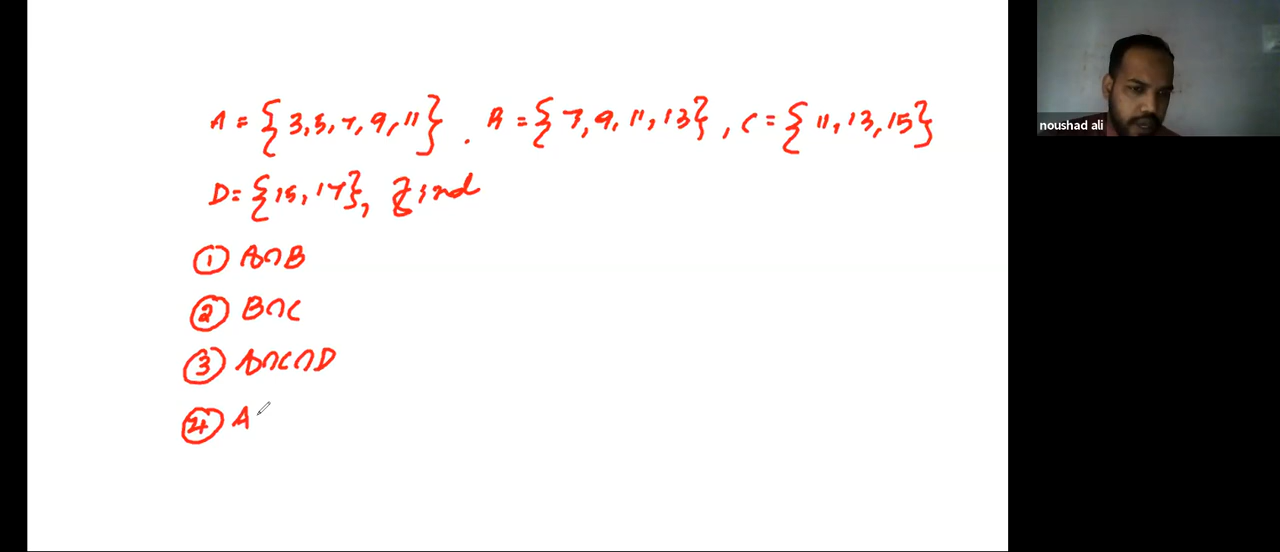 A = {3,5,7,9,11}. B = {7,9,11,13}, C = {11,13,15}
D = {15,17}, find
① A∩B
② B∩C
③ A∩C∩D
④ A
noushad ali